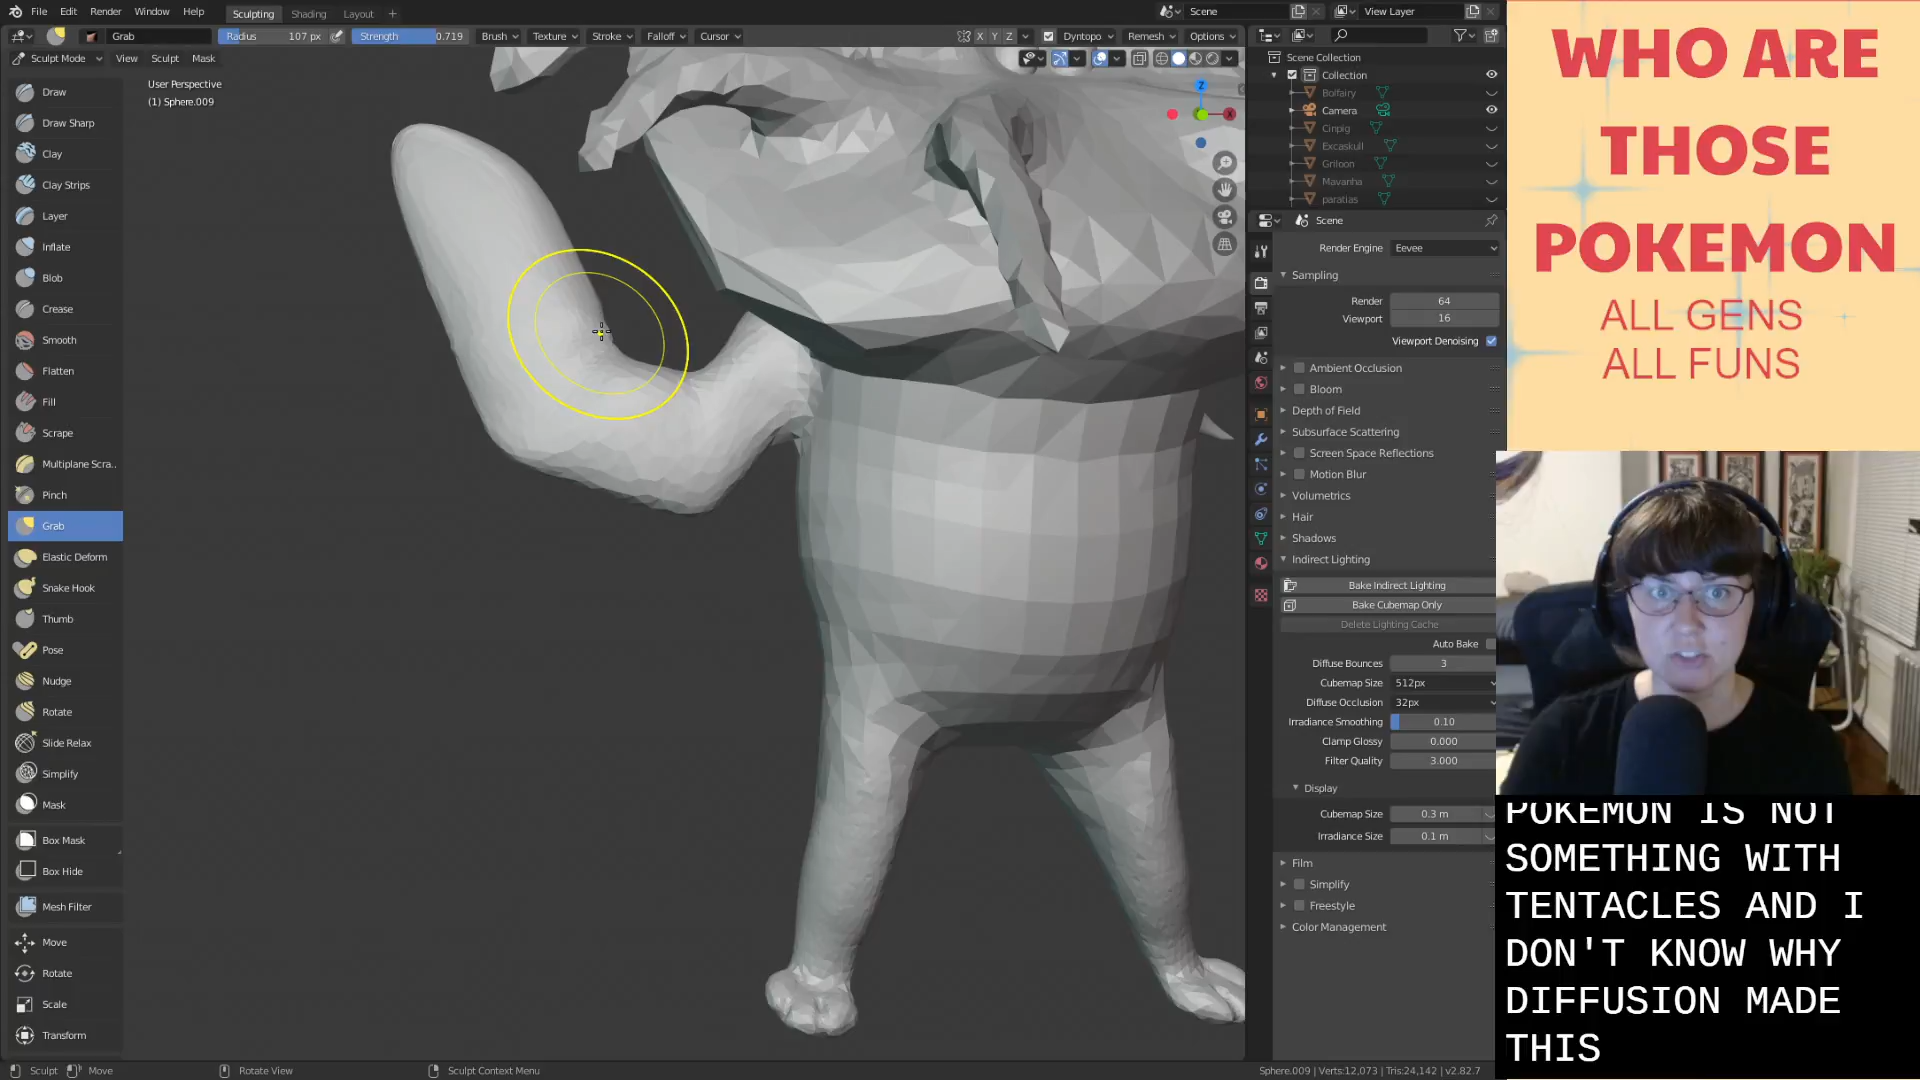 File Edit Render Window Help Sculpting Shading Layout + Scene View Layer
Grab Radius 107 px Strength 0.719 Brush Texture Stroke Falloff Cursor X Y Z Dyntopo Remesh Options
Sculpt Mode View Sculpt Mask
User Perspective
(1) Sphere.009
Draw
Draw Sharp
Clay
Clay Strips
Layer
Inflate
Blob
Crease
Smooth
Flatten
Fill
Scrape
Multiplane Scra..
Pinch
Grab
Elastic Deform
Snake Hook
Thumb
Pose
Nudge
Rotate
Slide Relax
Simplify
Mask
Box Mask
Box Hide
Mesh Filter
Move
Rotate
Scale
Transform
Z
X
Scene Collection
Collection
Bolfairy
Camera
Cinpig
Excaskull
Griloon
Mavanha
paratias
Scene
Render Engine Eevee
Sampling
Render 64
Viewport 16
Viewport Denoising
Ambient Occlusion
Bloom
Depth of Field
Subsurface Scattering
Screen Space Reflections
Motion Blur
Volumetrics
Hair
Shadows
Indirect Lighting
Bake Indirect Lighting
Bake Cubemap Only
Delete Lighting Cache
Auto Bake
Diffuse Bounces 3
Cubemap Size 512px
Diffuse Occlusion 32px
Irradiance Smoothing 0.10
Clamp Glossy 0.000
Filter Quality 3.000
Display
Cubemap Size 0.3 m
Irradiance Size 0.1 m
Film
Simplify
Freestyle
Color Management
Sculpt Move Rotate View Sculpt Context Menu Sphere.009 | Verts:12,073 | Tris:24,142 | v2.82.7
WHO ARE
THOSE
POKEMON
ALL GENS
ALL FUNS
POKEMON IS NOT
SOMETHING WITH
TENTACLES AND I
DON'T KNOW WHY
DIFFUSION MADE
THIS